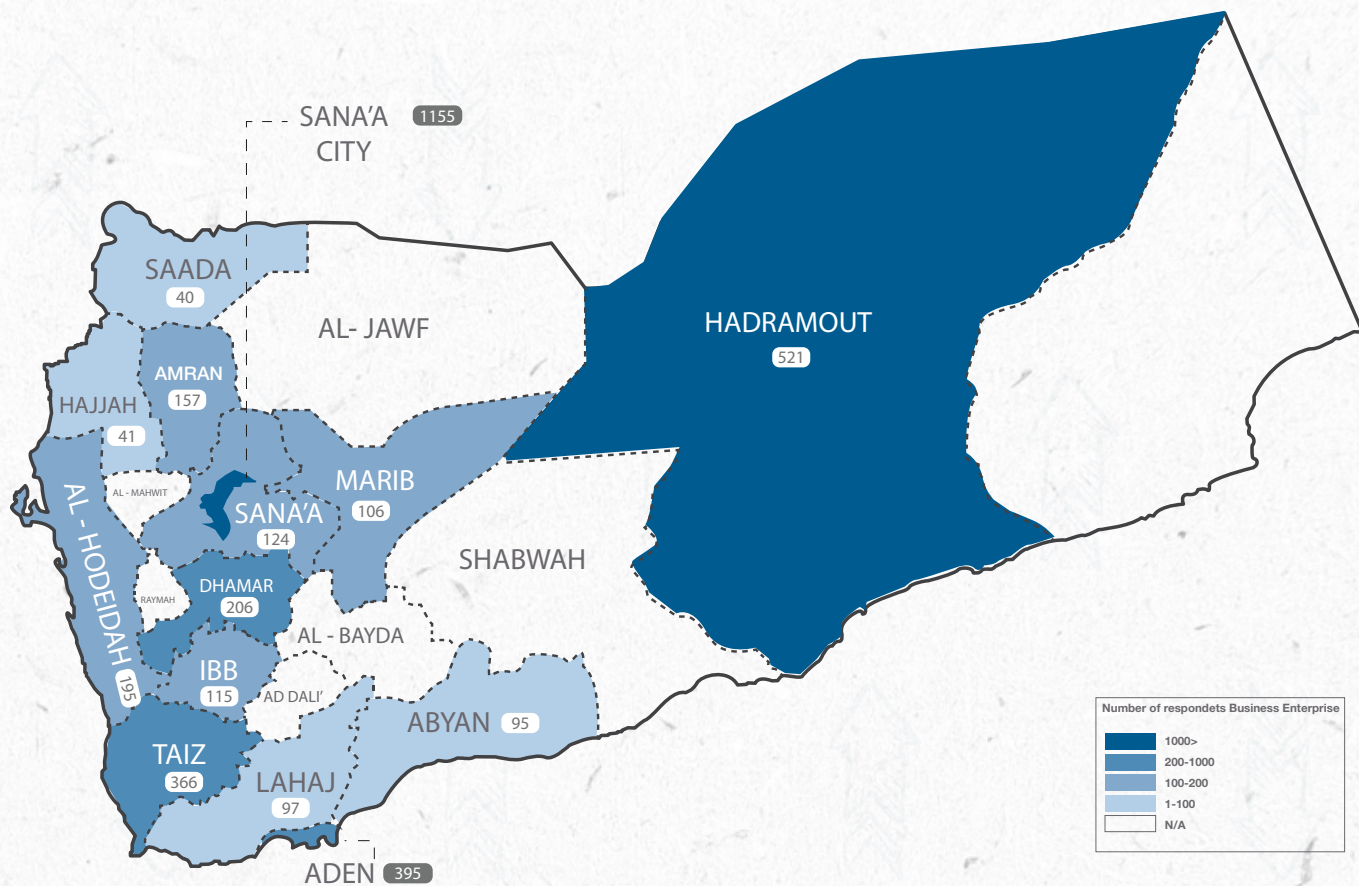 SANA'A
CITY
1155
SAADA
40
AL- JAWF
HADRAMOUT
521
AMRAN
157
HAJJAH
41
MARIB
106
AL - MAHWIT
SANA'A
124
AL - HODEIDAH
195
SHABWAH
DHAMAR
206
RAYMAH
AL - BAYDA
IBB
115
AD DALI'
ABYAN
95
TAIZ
366
LAHAJ
97
ADEN
395
Number of respondets Business Enterprise
1000>
200-1000
100-200
1-100
N/A